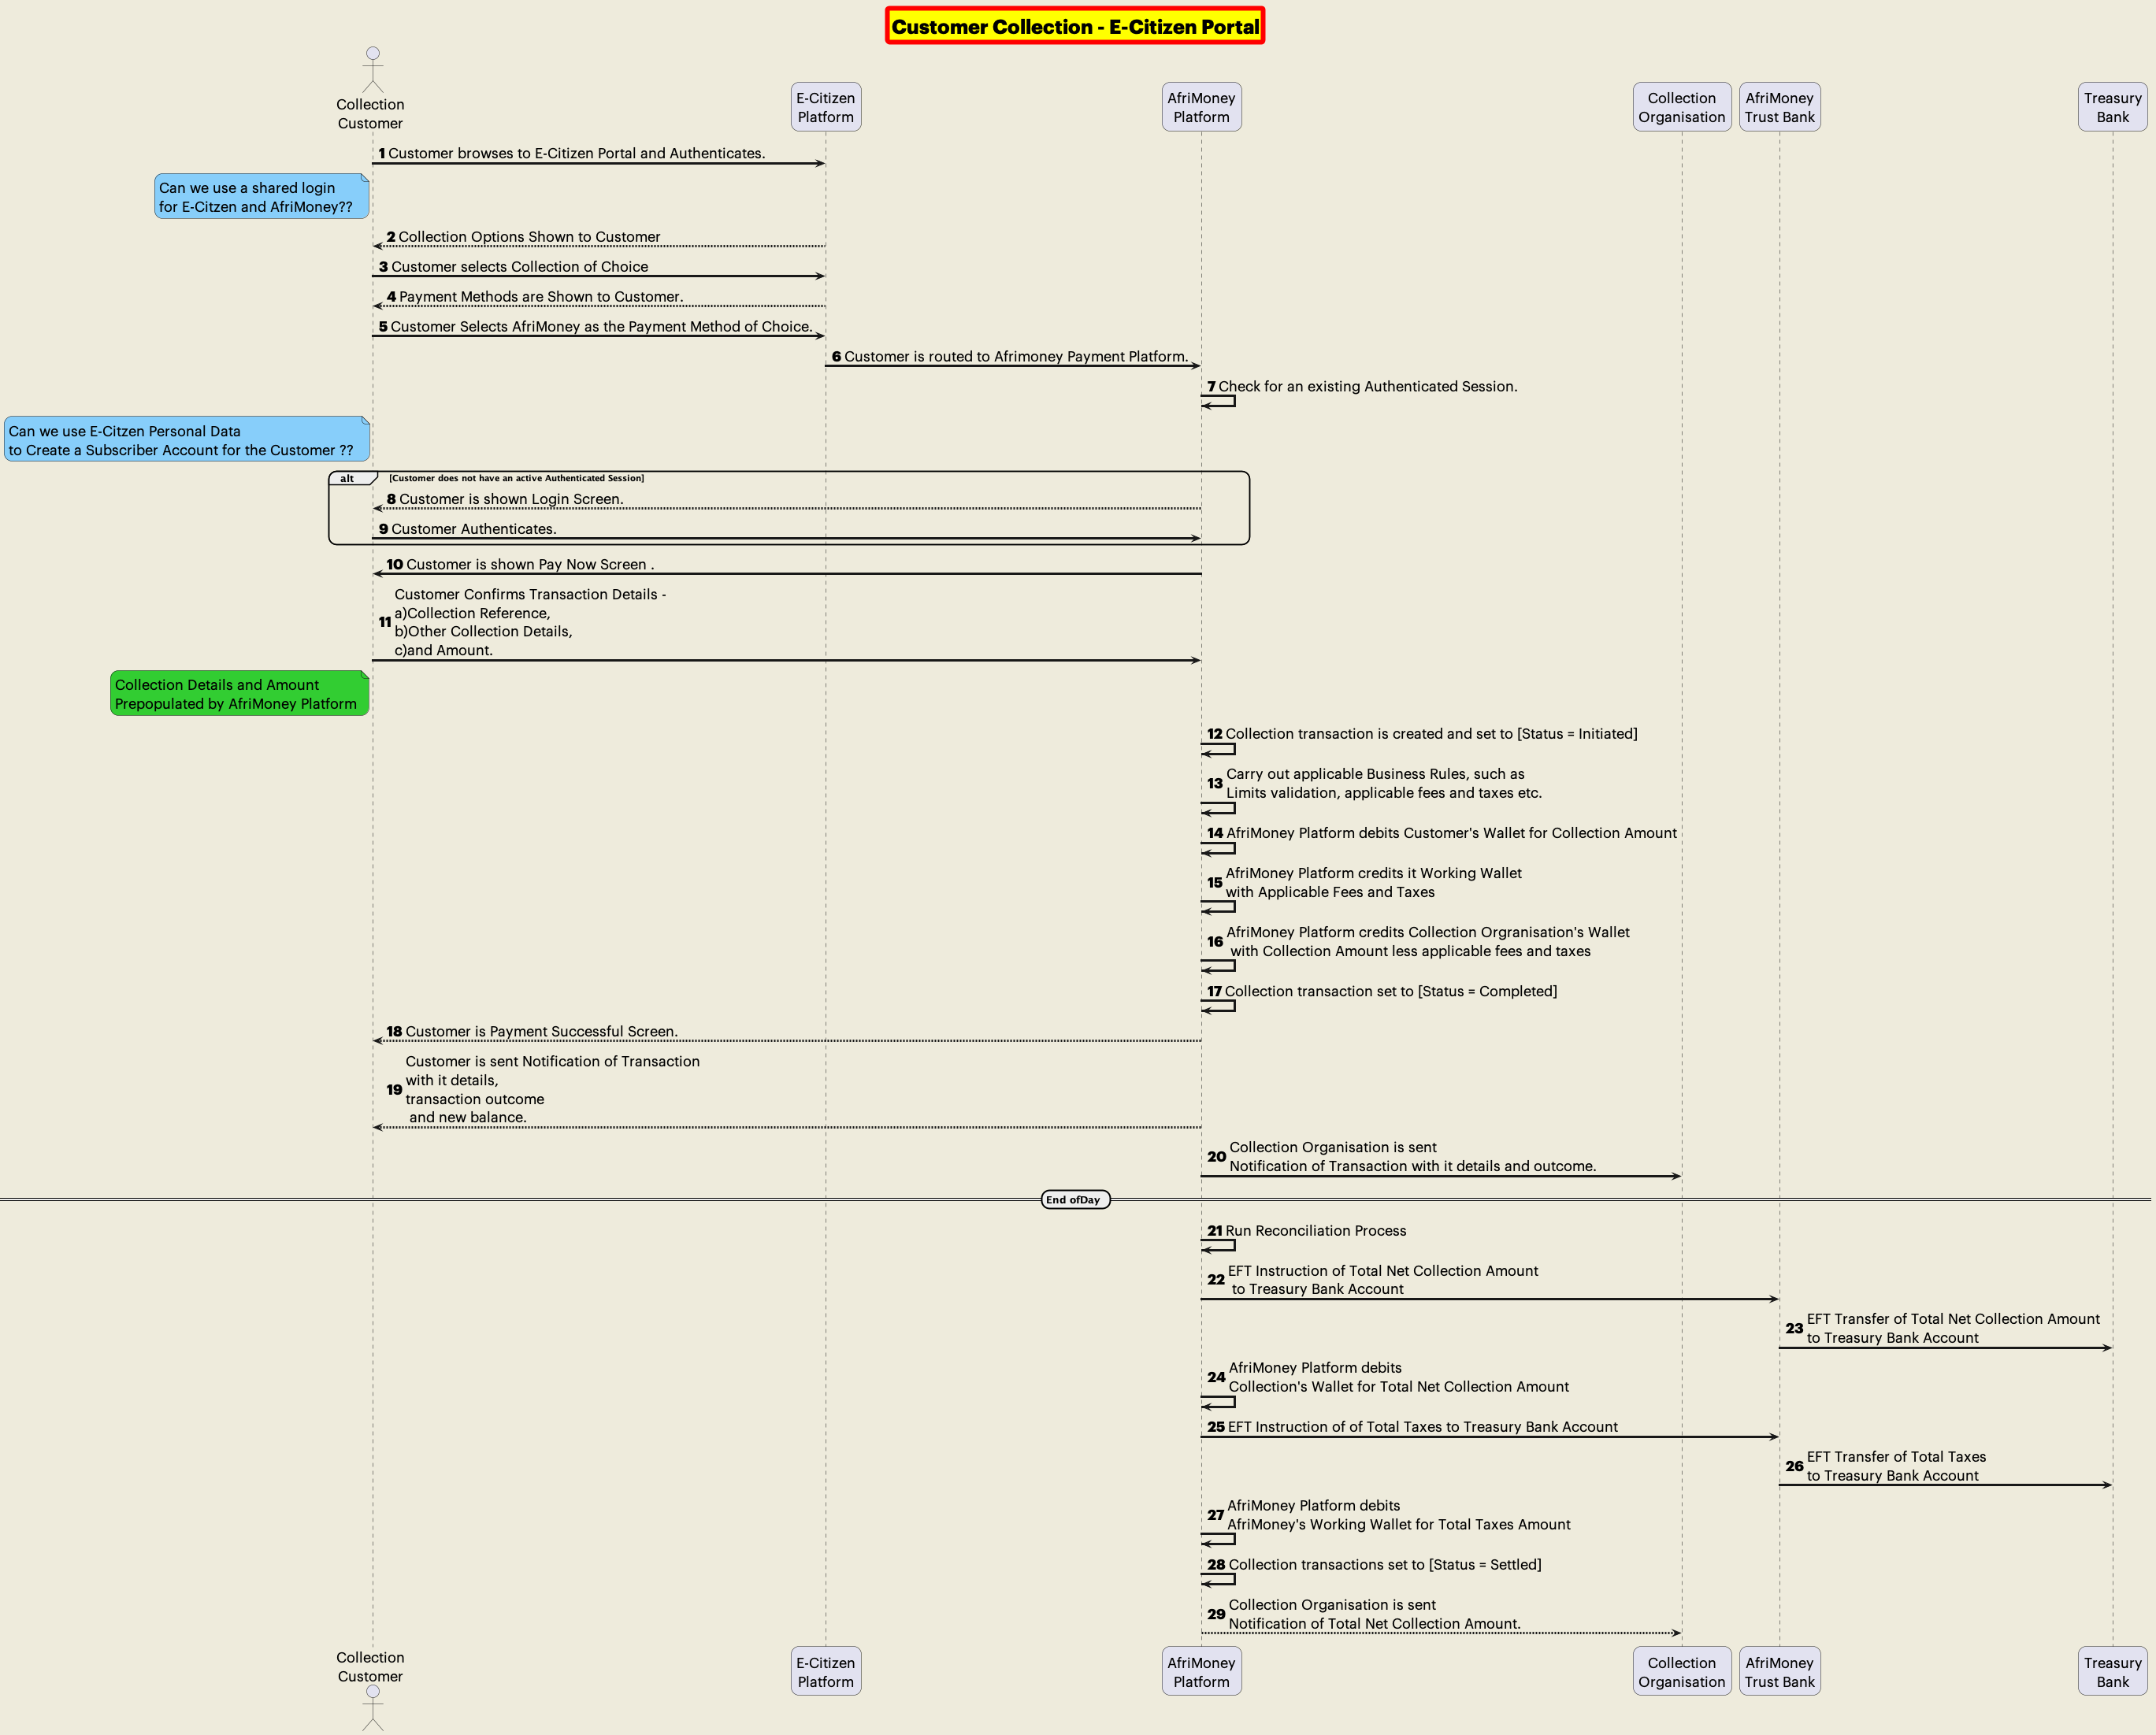 Customer Collection - E-Citizen Portal
Collection
Customer
E-Citizen
Platform
AfriMoney
Platform
Collection
Organisation
AfriMoney
Trust Bank
Treasury
Bank
1 Customer browses to E-Citizen Portal and Authenticates.
Can we use a shared login
for E-Citzen and AfriMoney??
2 Collection Options Shown to Customer
3 Customer selects Collection of Choice
4 Payment Methods are Shown to Customer.
5 Customer Selects AfriMoney as the Payment Method of Choice.
6 Customer is routed to Afrimoney Payment Platform.
7 Check for an existing Authenticated Session.
Can we use E-Citzen Personal Data
to Create a Subscriber Account for the Customer ??
alt [Customer does not have an active Authenticated Session]
8 Customer is shown Login Screen.
9 Customer Authenticates.
10 Customer is shown Pay Now Screen .
11 Customer Confirms Transaction Details -
a)Collection Reference,
b)Other Collection Details,
c)and Amount.
Collection Details and Amount
Prepopulated by AfriMoney Platform
12 Collection transaction is created and set to [Status = Initiated]
13 Carry out applicable Business Rules, such as
Limits validation, applicable fees and taxes etc.
14 AfriMoney Platform debits Customer's Wallet for Collection Amount
15 AfriMoney Platform credits it Working Wallet
with Applicable Fees and Taxes
16 AfriMoney Platform credits Collection Orgranisation's Wallet
with Collection Amount less applicable fees and taxes
17 Collection transaction set to [Status = Completed]
18 Customer is Payment Successful Screen.
19 Customer is sent Notification of Transaction
with it details,
transaction outcome
and new balance.
20 Collection Organisation is sent
Notification of Transaction with it details and outcome.
End ofDay
21 Run Reconciliation Process
22 EFT Instruction of Total Net Collection Amount
to Treasury Bank Account
23 EFT Transfer of Total Net Collection Amount
to Treasury Bank Account
24 AfriMoney Platform debits
Collection's Wallet for Total Net Collection Amount
25 EFT Instruction of of Total Taxes to Treasury Bank Account
26 EFT Transfer of Total Taxes
to Treasury Bank Account
27 AfriMoney Platform debits
AfriMoney's Working Wallet for Total Taxes Amount
28 Collection transactions set to [Status = Settled]
29 Collection Organisation is sent
Notification of Total Net Collection Amount.
Collection
Customer
E-Citizen
Platform
AfriMoney
Platform
Collection
Organisation
AfriMoney
Trust Bank
Treasury
Bank